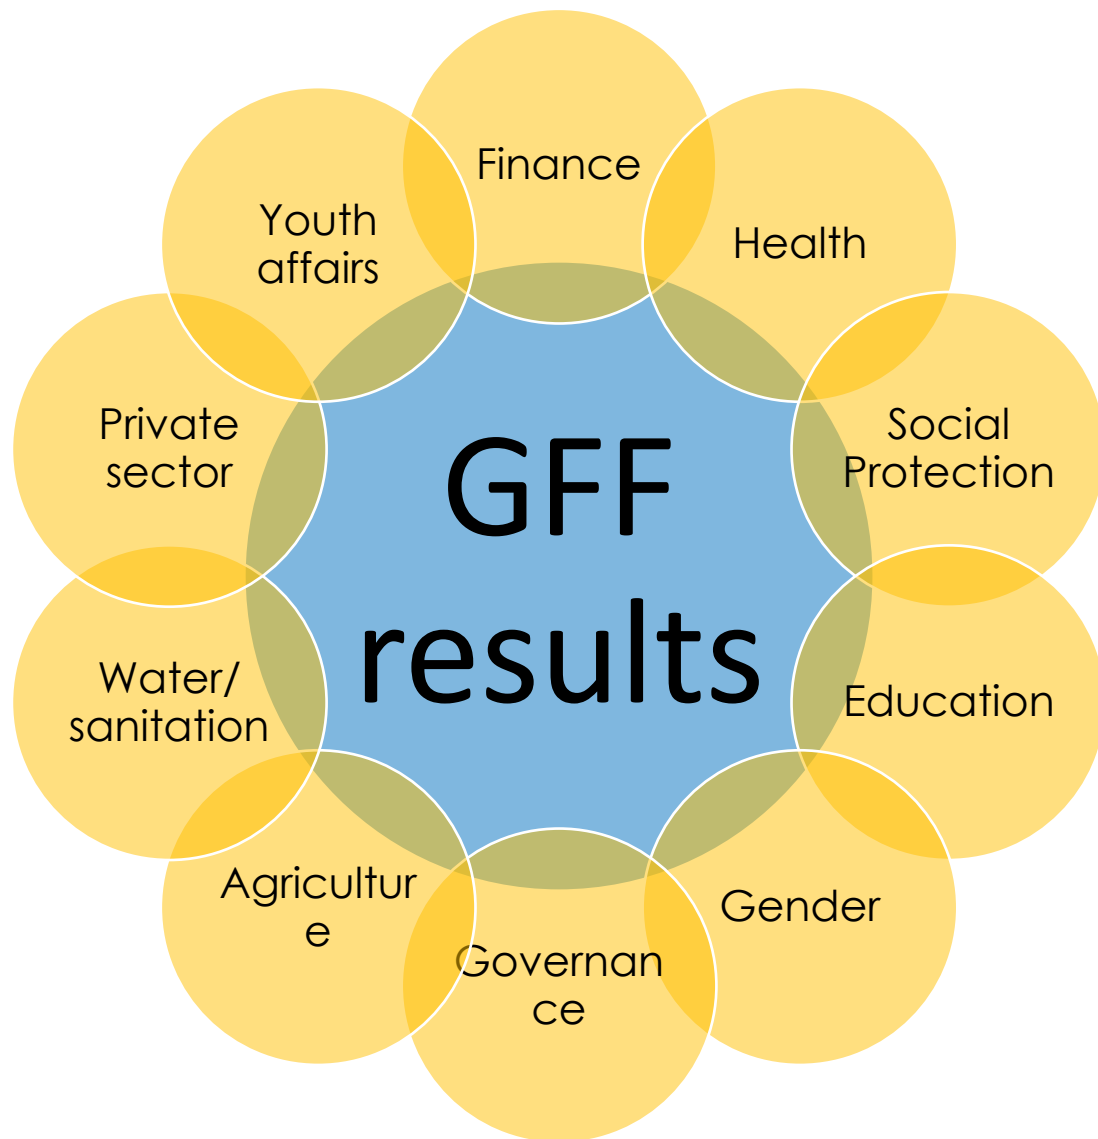 Finance
Health
Social
Protection
Education
Gender
Governan
ce
Agricultur
e
Water/
sanitation
Private
sector
Youth
affairs
GFF
results